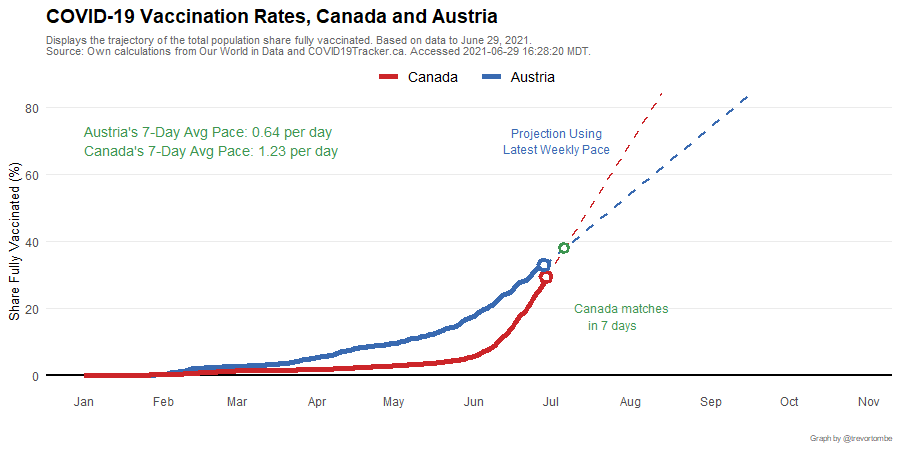 COVID-19 Vaccination Rates, Canada and Austria
Displays the trajectory of the total population share fully vaccinated. Based on data to June 29, 2021.
Source: Own calculations from Our World in Data and COVID19Tracker.ca. Accessed 2021-06-29 16:28:20 MDT.
Canada Austria
80
Austria's 7-Day Avg Pace: 0.64 per day
Canada's 7-Day Avg Pace: 1.23 per day
Projection Using
Latest Weekly Pace
60
40
20
0
Share Fully Vaccinated (%)
Canada matches
in 7 days
Jan Feb Mar Apr May Jun Jul Aug Sep Oct Nov
Graph by @trevortombe